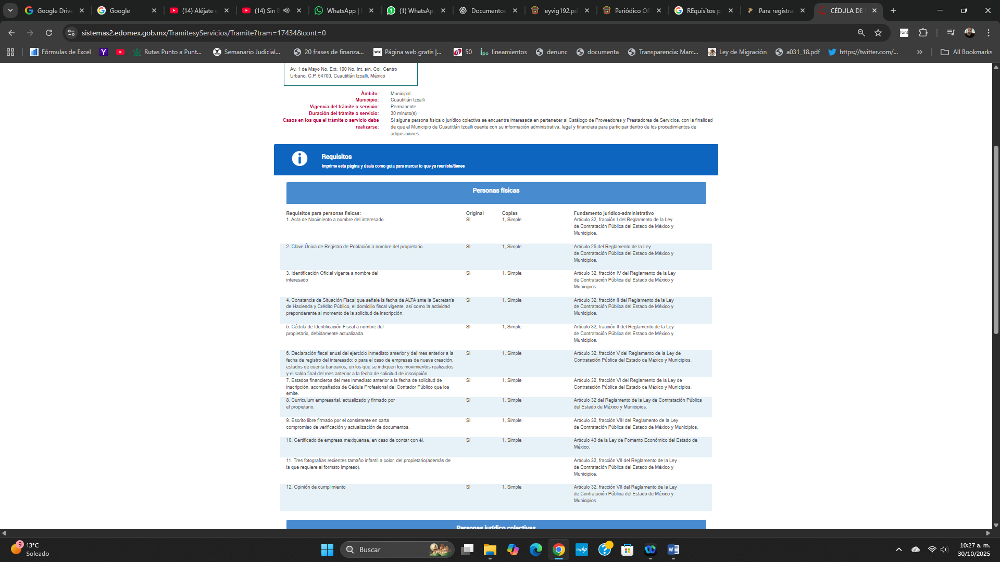 Google Drive
Google
(14) Aléjate
(14) Sin
WhatsApp |
(1) WhatsAp
Documentos
leyvig192.pd
Periódico Of
REquisitos p
Para registra
CÉDULA DE
sistemas2.edomex.gob.mx/TramitesyServicios/Tramite?tram=17434&cont=0
font
Fórmulas de Excel
Rutas Punto a Punt...
Semanario Judicial...
20 frases de finanza...
WiX
Página web gratis |...
50
ipo
lineamientos
denunc
documenta
Transparencia: Marc...
Ley de Migración
a031_18.pdf
https://twitter.com/...
All Bookmarks
Av. 1 de Mayo No. Ext. 100 No. Int. s/n, Col. Centro
Urbano, C.P. 54700, Cuautitlán Izcalli, México
Ámbito: Municipal
Municipio: Cuautitlán Izcalli
Vigencia del trámite o servicio: Permanente
Duración del trámite o servicio: 30 minuto(s)
Casos en los que el trámite o servicio debe
realizarse:
Si alguna persona física o jurídico colectiva se encuentra interesada en pertenecer al Catálogo de Proveedores y Prestadores de Servicios, con la finalidad
de que el Municipio de Cuautitlán Izcalli cuente con su información administrativa, legal y financiera para participar dentro de los procedimientos de
adquisiciones.
Requisitos
Imprime esta página y úsala como guía para marcar lo que ya reuniste/tienes
Personas físicas
Requisitos para personas físicas: Original Copias Fundamento jurídico-administrativo
1. Acta de Nacimiento a nombre del interesado.
SI
1, Simple
Artículo 32, fracción I del Reglamento de la Ley
de Contratación Pública del Estado de México y
Municipios.
2. Clave Única de Registro de Población a nombre del propietario
SI
1, Simple
Artículo 25 del Reglamento de la Ley
de Contratación Pública del Estado de México y
Municipios.
3. Identificación Oficial vigente a nombre del
interesado
SI
1, Simple
Artículo 32, fracción IV del Reglamento de la Ley
de Contratación Pública del Estado de México y
Municipios.
4. Constancia de Situación Fiscal que señale la fecha de ALTA ante la Secretaría
de Hacienda y Crédito Público, el domicilio fiscal vigente, así como la actividad
preponderante al momento de la solicitud de inscripción.
SI
1, Simple
Artículo 32, fracción II del Reglamento de la Ley
de Contratación Pública del Estado de México y
Municipios.
5. Cédula de Identificación Fiscal a nombre del
propietario, debidamente actualizada.
SI
1, Simple
Artículo 32, fracción II del Reglamento de la Ley
de Contratación Pública del Estado de México y
Municipios.
6. Declaración fiscal anual del ejercicio inmediato anterior y del mes anterior a la
fecha de registro del interesado; o para el caso de empresas de nueva creación,
estados de cuenta bancarios, en los que se indiquen los movimientos realizados
y el saldo final del mes anterior a la fecha de solicitud de inscripción.
SI
1, Simple
Artículo 32, fracción V del Reglamento de la Ley de
Contratación Pública del Estado de México y Municipios.
7. Estados financieros del mes inmediato anterior a la fecha de solicitud de
inscripción, acompañados de Cédula Profesional del Contador Público que los
emite.
SI
1, Simple
Artículo 32, fracción VI del Reglamento de la Ley de
Contratación Pública del Estado de México y Municipios.
8. Curriculum empresarial, actualizado y firmado por
el propietario.
SI
1, Simple
Artículo 32 del Reglamento de la Ley de Contratación Pública
del Estado de México y Municipios.
9. Escrito libre firmado por el consistente en carta
compromiso de verificación y actualización de documentos.
SI
1, Simple
Artículo 32, fracción VIII del Reglamento de la Ley
de Contratación Pública del Estado de México y Municipios.
10. Certificado de empresa mexiquense, en caso de contar con él.
SI
1, Simple
Artículo 43 de la Ley de Fomento Económico del Estado de
México.
11. Tres fotografías recientes tamaño infantil a color, del propietario(además de
la que requiere el formato impreso).
Artículo 32, fracción VII del Reglamento de la Ley
de Contratación Pública del Estado de México y
Municipios.
12. Opinión de cumplimiento
SI
1, Simple
Artículo 32, fracción VII del Reglamento de la Ley
de Contratación Pública del Estado de México y
Municipios.
Personas jurídico colectivas
9
13°C
Soleado
Buscar
myhp
10:27 a. m.
30/10/2025